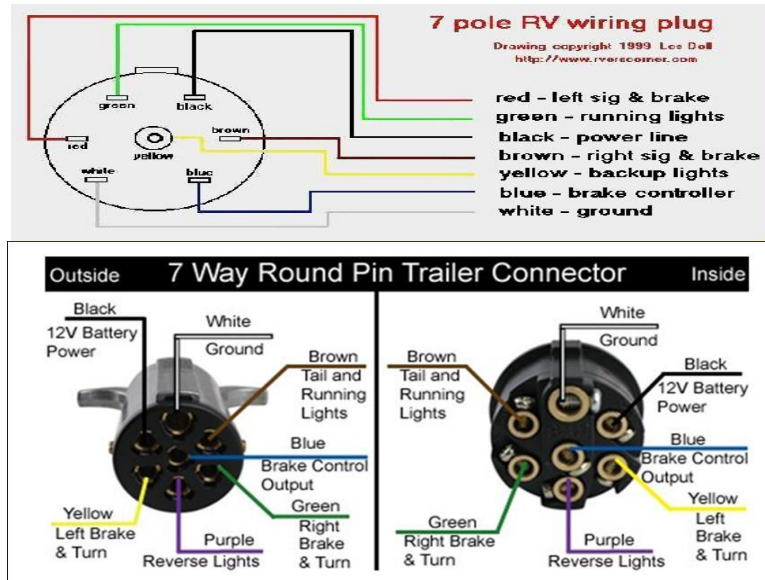 7 pole RV wiring plug
Drawing copyright 1999 Lee Doll
http://www.rverscorner.com
red - left sig & brake
green - running lights
black - power line
brown - right sig & brake
yellow - backup lights
blue - brake controller
white - ground
green
black
red
yellow
brown
white
blue
Outside
7 Way Round Pin Trailer Connector
Inside
Black
12V Battery
Power
White
Ground
Brown
Tail and
Running
Lights
Blue
Brake Control
Output
Green
Right
Brake
& Turn
Yellow
Left Brake
& Turn
Purple
Reverse Lights
White
Ground
Brown
Tail and
Running
Lights
Black
12V Battery
Power
Blue
Brake Control
Output
Yellow
Left
Brake
& Turn
Green
Right Brake
& Turn
Purple
Reverse Lights